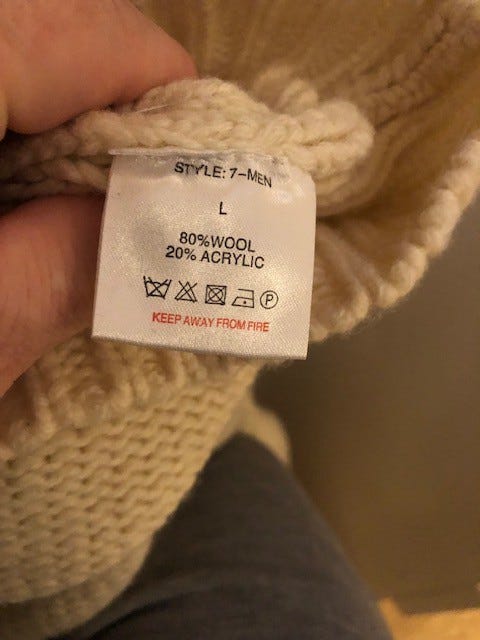 STYLE: 7-MEN
L
80%WOOL
20% ACRYLIC
P
KEEP AWAY FROM FIRE